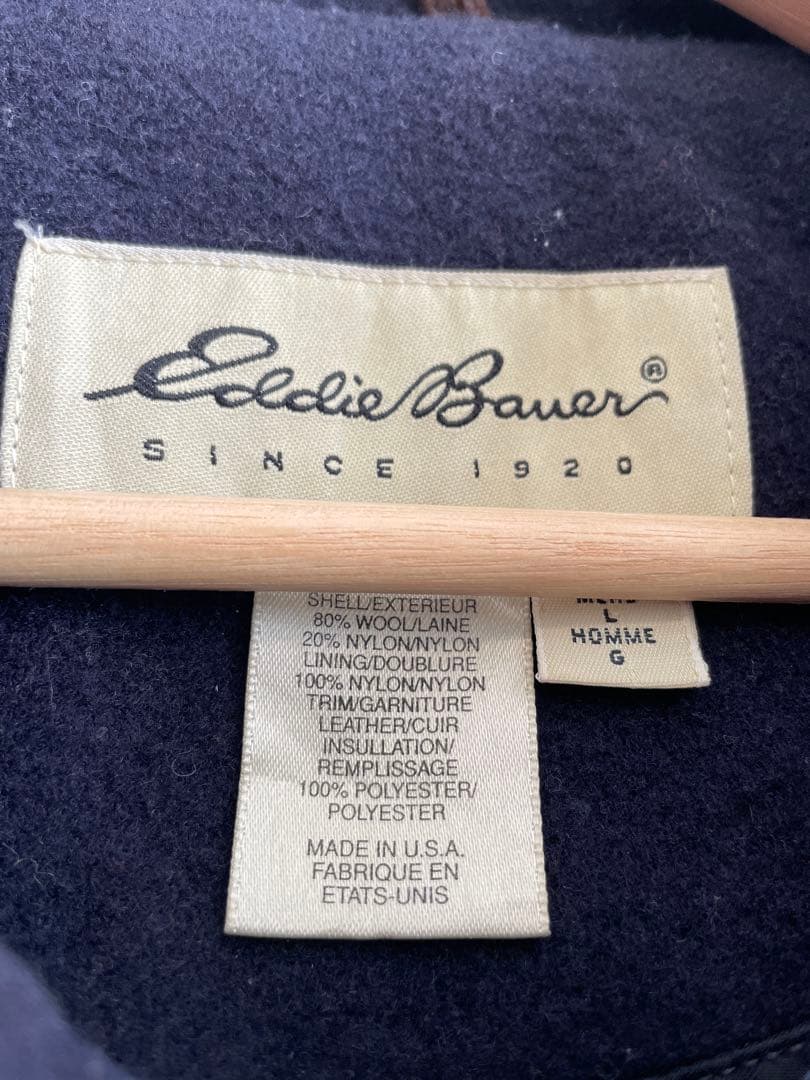 Eddie Bauer®
SINCE 1920
SHELL/EXTERIEUR
80% WOOL/LAINE
20% NYLON/NYLON
LINING/DOUBLURE
100% NYLON/NYLON
TRIM/GARNITURE
LEATHER/CUIR
INSULLATION/
REMPLISSAGE
100% POLYESTER/
POLYESTER
MADE IN U.S.A.
FABRIQUE EN
ETATS-UNIS
L
HOMME
G